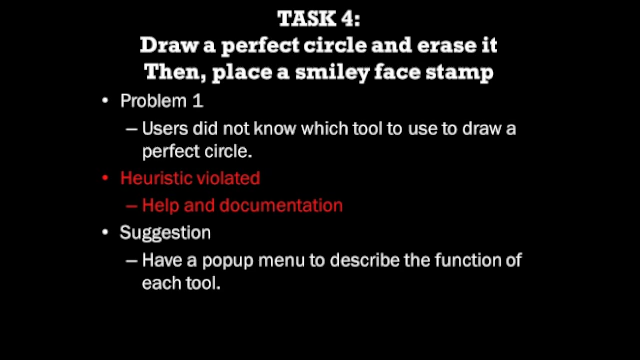 TASK 4:
Draw a perfect circle and erase it
Then, place a smiley face stamp
• Problem 1
– Users did not know which tool to use to draw a
perfect circle.
• Heuristic violated
– Help and documentation
• Suggestion
– Have a popup menu to describe the function of
each tool.